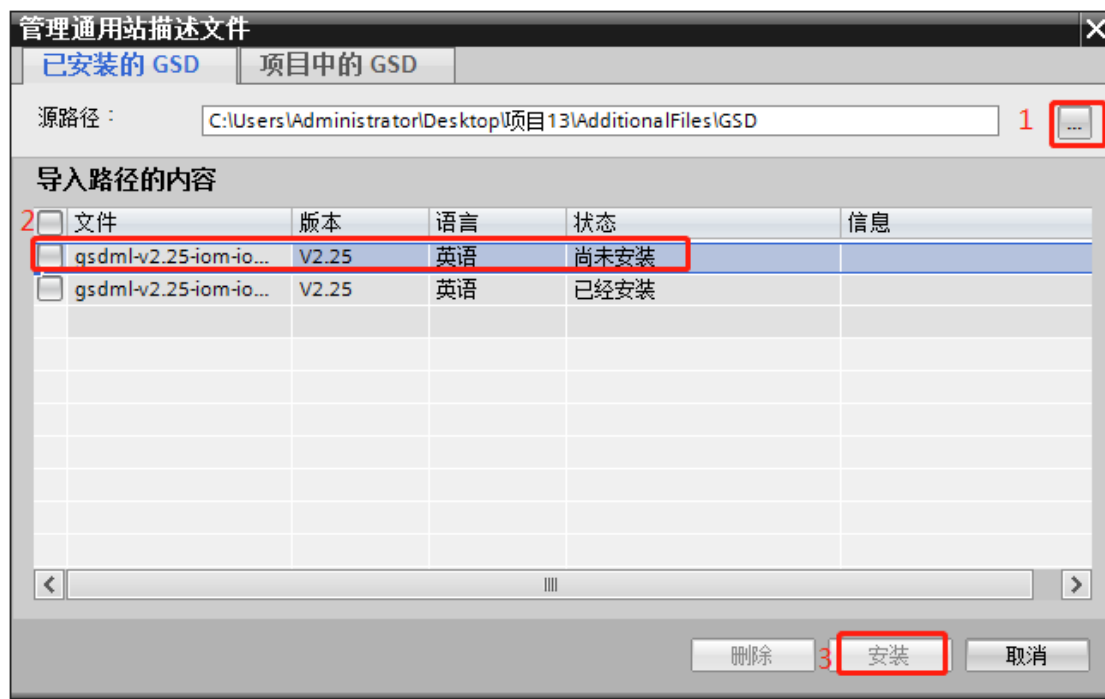 管理通用站描述文件
已安装的 GSD 项目中的 GSD
源路径： C:\Users\Administrator\Desktop\项目13\AdditionalFiles\GSD 1 ...
导入路径的内容
2 文件 版本 语言 状态 信息
gsdml-v2.25-iom-io... V2.25 英语 尚未安装
gsdml-v2.25-iom-io... V2.25 英语 已经安装
删除 3 安装 取消